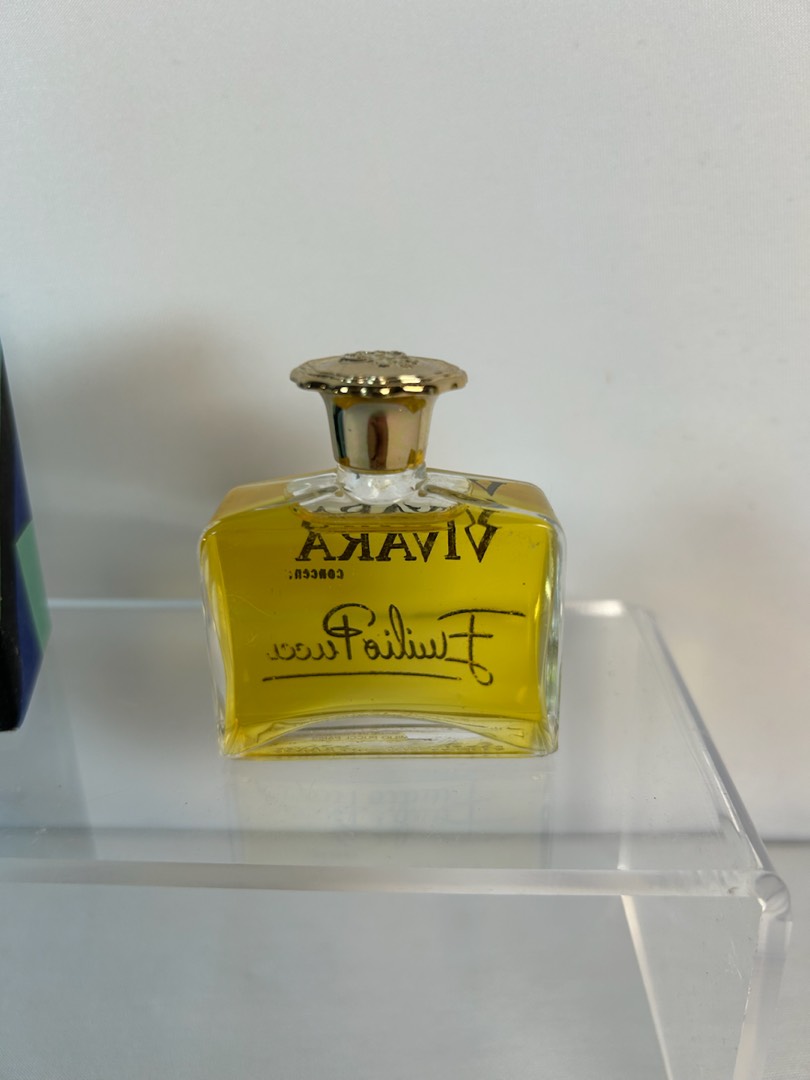 VIVARA
concen.
Emilio Pucci